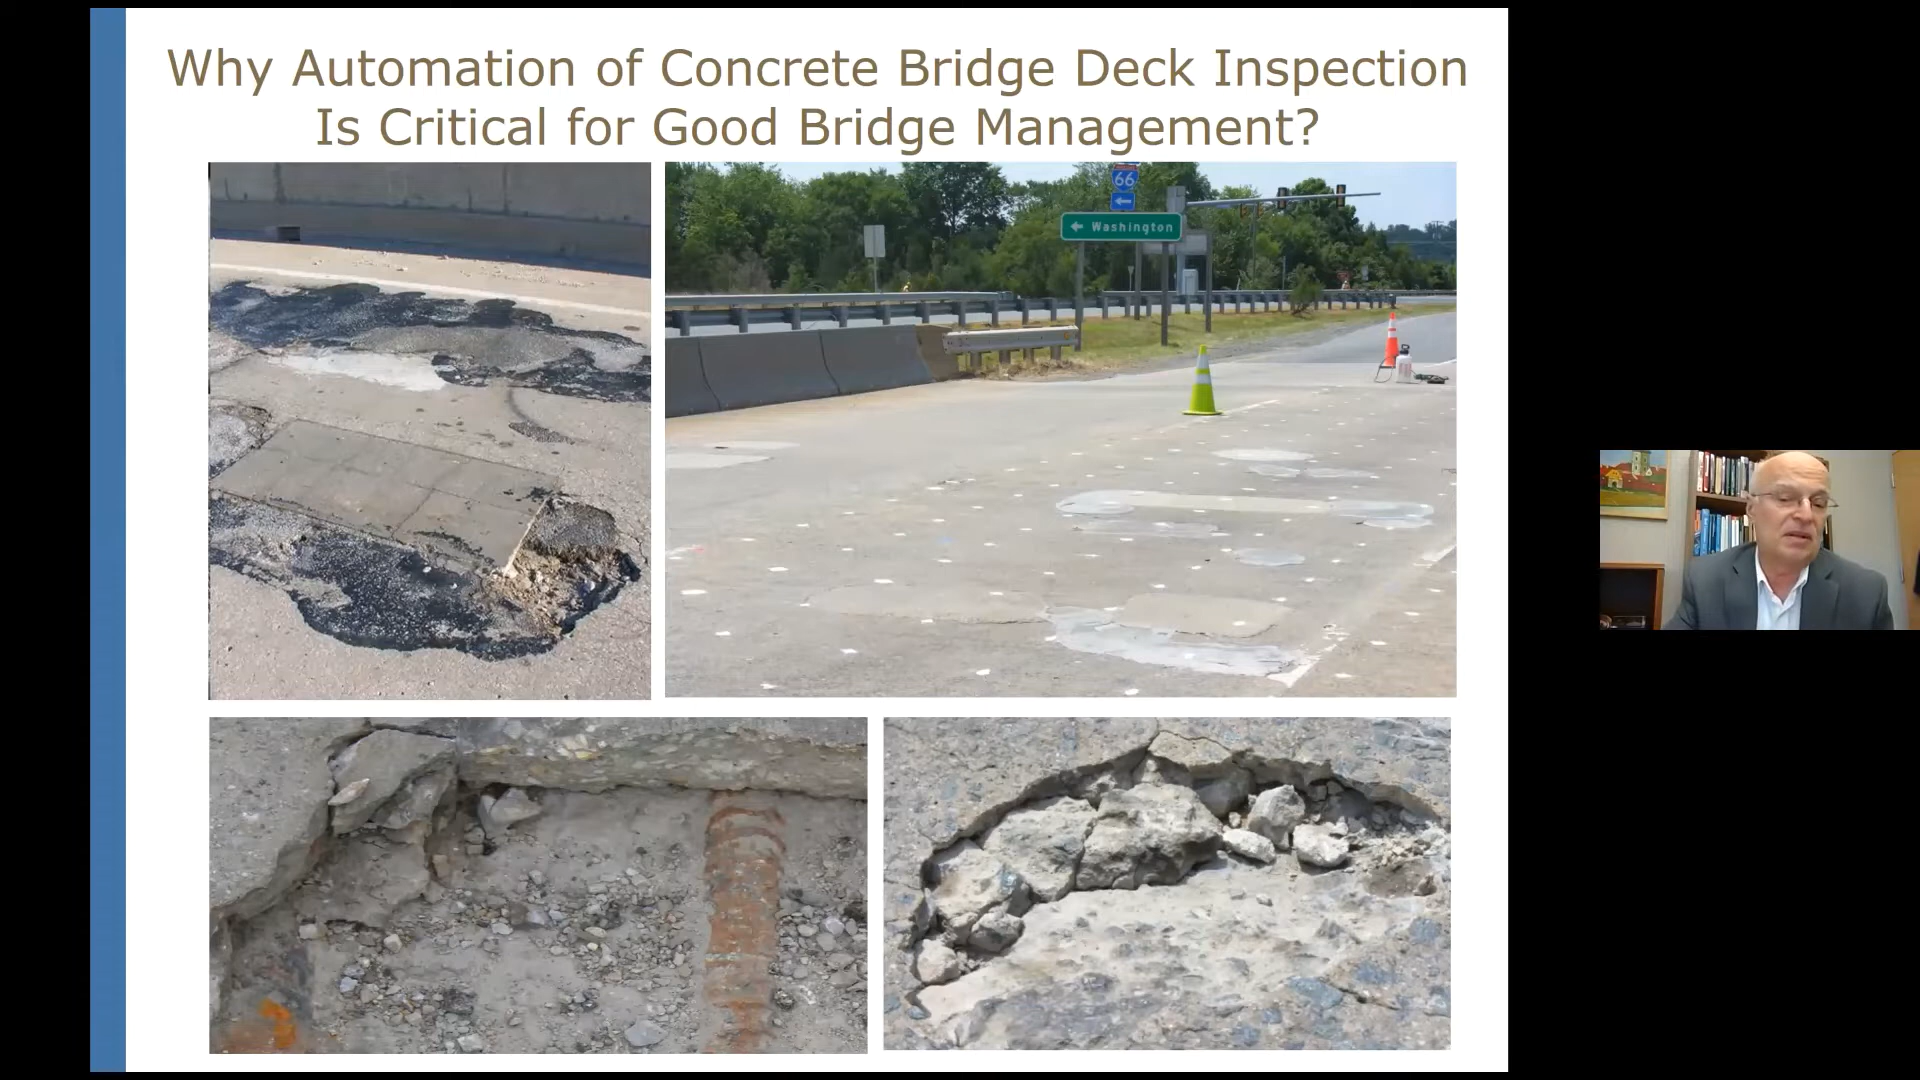 Why Automation of Concrete Bridge Deck Inspection
Is Critical for Good Bridge Management?
66
Washington